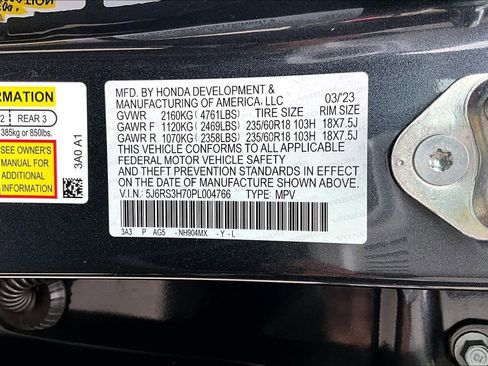 ORMATION
2 REAR 3
385kg or 850lbs.
SEE OWNER'S
MANUAL FOR
ADDITIONAL
INFORMATION
3A0 A1
MFD. BY HONDA DEVELOPMENT &
MANUFACTURING OF AMERICA, LLC 03/'23
GVWR 2160KG (4761LBS) TIRE SIZE RIM SIZE
GAWR F 1120KG (2469LBS) 235/60R18 103H 18X7.5J
GAWR R 1070KG (2358LBS) 235/60R18 103H 18X7.5J
THIS VEHICLE CONFORMS TO ALL APPLICABLE
FEDERAL MOTOR VEHICLE SAFETY
AND THEFT PREVENTION STANDARDS IN EFFECT
ON THE DATE OF MANUFACTURE SHOWN ABOVE.
V.I.N.: 5J6RS3H70PL004766 TYPE: MPV
3A3 P AG5 -NH904MX -Y-L